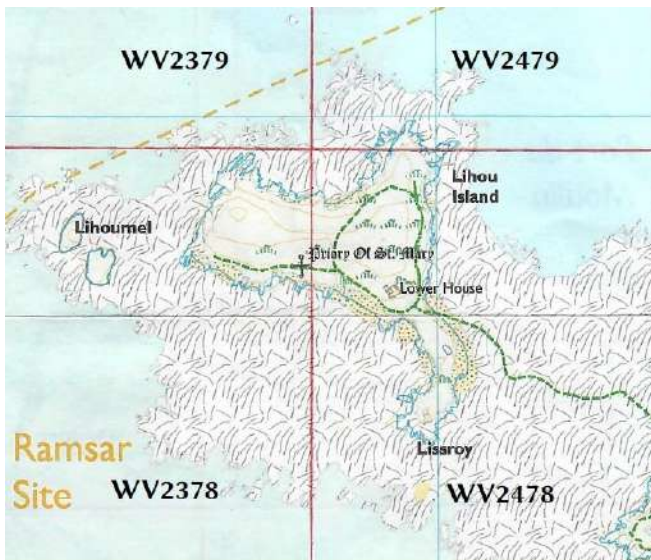 WV2379
WV2479
Lihou
Island
Lihoumel
Priory Of St. Mary
Lower House
Lissroy
Ramsar
Site
WV2378
WV2478